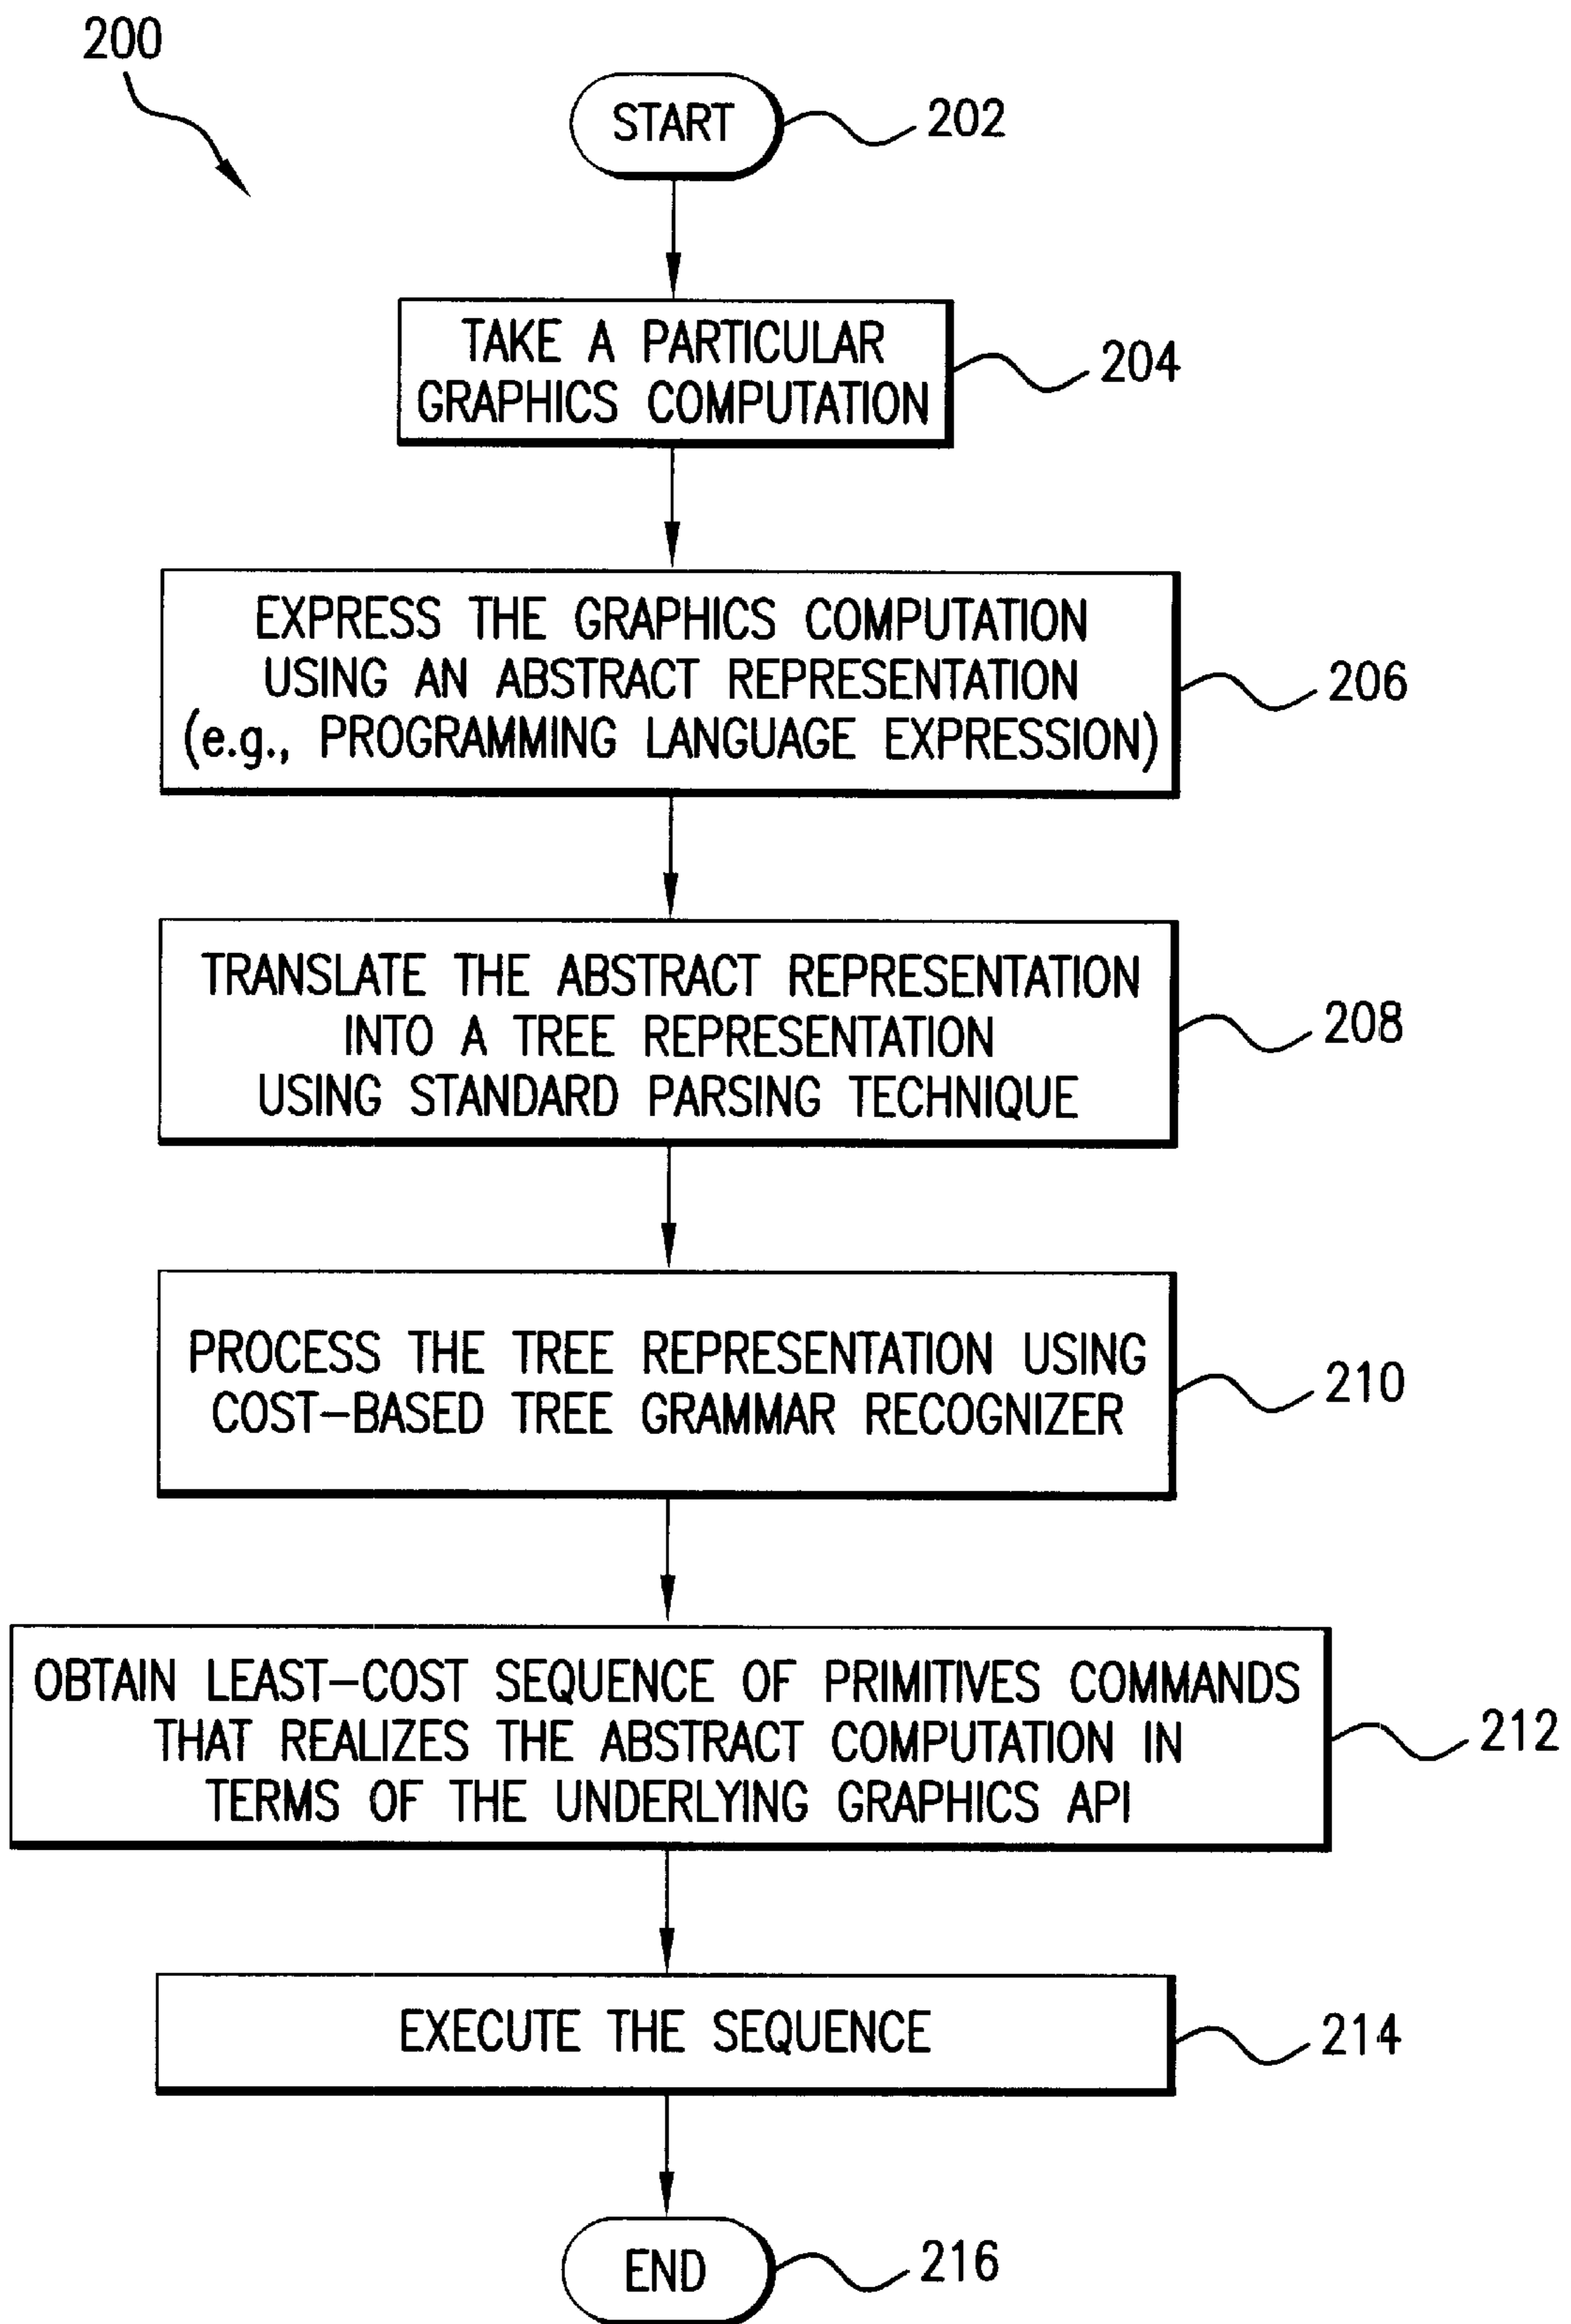 200
START
202
TAKE A PARTICULAR
GRAPHICS COMPUTATION
204
EXPRESS THE GRAPHICS COMPUTATION
USING AN ABSTRACT REPRESENTATION
(e.g., PROGRAMMING LANGUAGE EXPRESSION)
206
TRANSLATE THE ABSTRACT REPRESENTATION
INTO A TREE REPRESENTATION
USING STANDARD PARSING TECHNIQUE
208
PROCESS THE TREE REPRESENTATION USING
COST-BASED TREE GRAMMAR RECOGNIZER
210
OBTAIN LEAST-COST SEQUENCE OF PRIMITIVES COMMANDS
THAT REALIZES THE ABSTRACT COMPUTATION IN
TERMS OF THE UNDERLYING GRAPHICS API
212
EXECUTE THE SEQUENCE
214
END
216